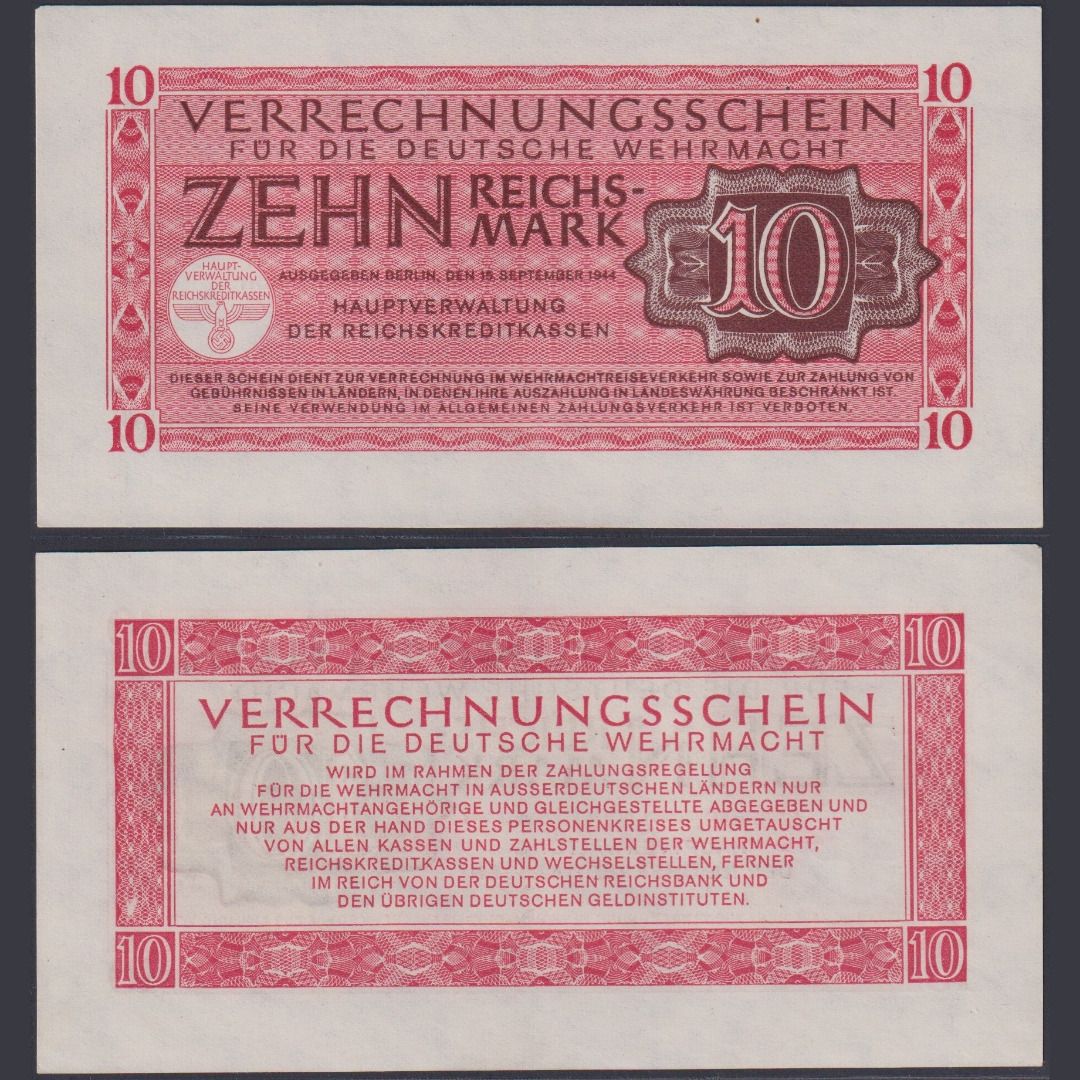 10 10
VERRECHNUNGSSCHEIN
FÜR DIE DEUTSCHE WEHRMACHT
ZEHN REICHS-
MARK
10
AUSGEGEBEN BERLIN, DEN 15. SEPTEMBER 1944
HAUPT-
VERWALTUNG
DER
REICHSKREDITKASSEN
HAUPTVERWALTUNG
DER REICHSKREDITKASSEN
DIESER SCHEIN DIENT ZUR VERRECHNUNG IM WEHRMACHTREISEVERKEHR SOWIE ZUR ZAHLUNG VON
GEBÜHRNISSEN IN LÄNDERN, IN DENEN IHRE AUSZAHLUNG IN LANDESWÄHRUNG BESCHRÄNKT IST.
SEINE VERWENDUNG IM ALLGEMEINEN ZAHLUNGSVERKEHR IST VERBOTEN.
10 10
10 10
VERRECHNUNGSSCHEIN
FÜR DIE DEUTSCHE WEHRMACHT
WIRD IM RAHMEN DER ZAHLUNGSREGELUNG
FÜR DIE WEHRMACHT IN AUSSERDEUTSCHEN LÄNDERN NUR
AN WEHRMACHTANGEHÖRIGE UND GLEICHGESTELLTE ABGEGEBEN UND
NUR AUS DER HAND DIESES PERSONENKREISES UMGETAUSCHT
VON ALLEN KASSEN UND ZAHLSTELLEN DER WEHRMACHT,
REICHSKREDITKASSEN UND WECHSELSTELLEN, FERNER
IM REICH VON DER DEUTSCHEN REICHSBANK UND
DEN ÜBRIGEN DEUTSCHEN GELDINSTITUTEN.
10 10